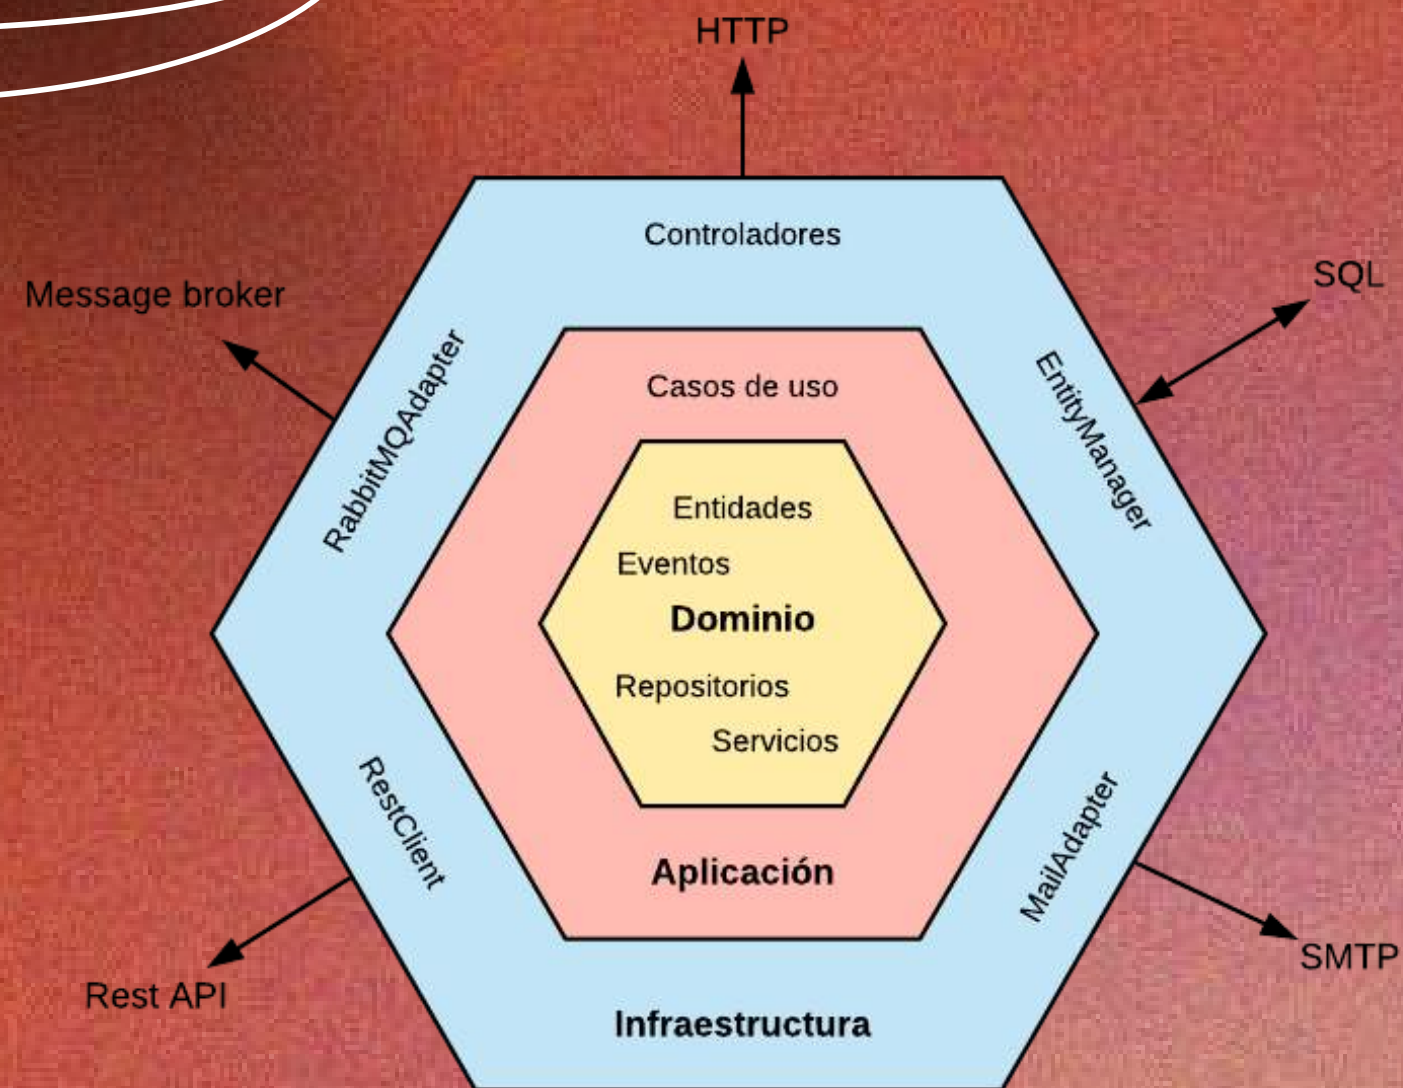 HTTP
Controladores
Message broker
SQL
RabbitMQAdapter
EntityManager
Casos de uso
Entidades
Eventos
Dominio
Repositorios
Servicios
RestClient
MailAdapter
Aplicación
Rest API
SMTP
Infraestructura